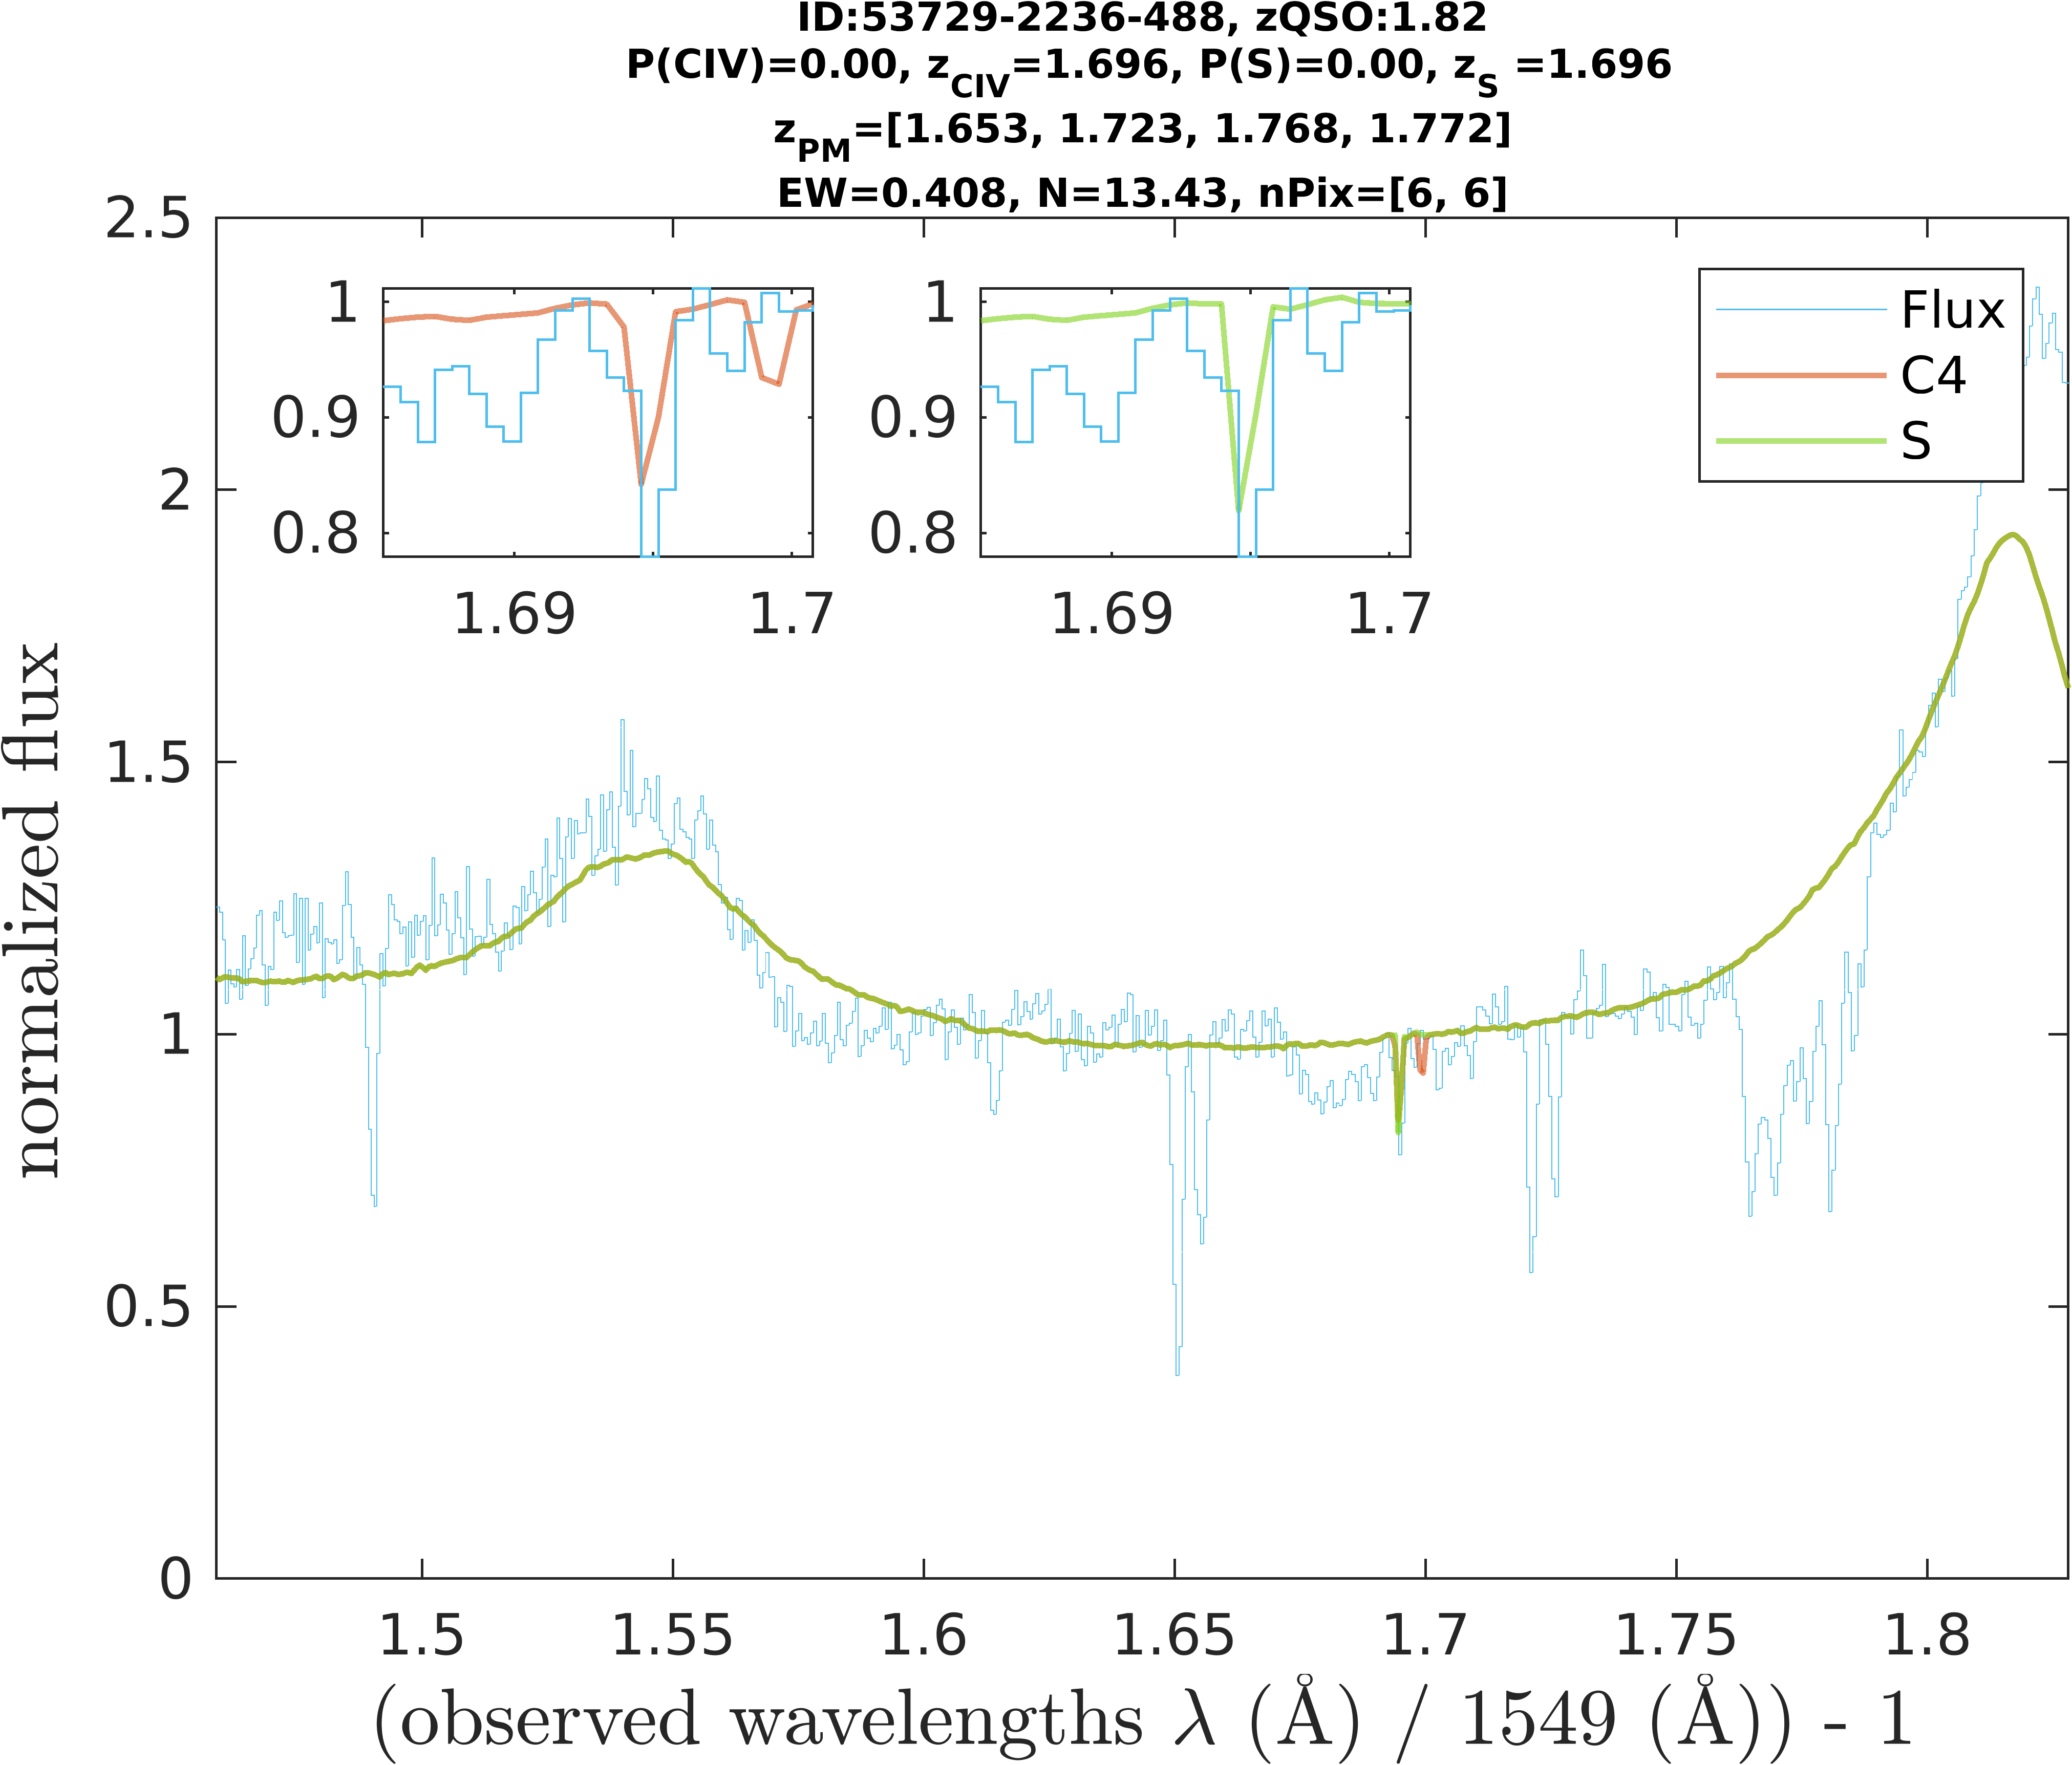 ID:53729-2236-488, zQSO:1.82
P(CIV)=0.00, zCIV=1.696, P(S)=0.00, zS =1.696
zPM=[1.653, 1.723, 1.768, 1.772]
EW=0.408, N=13.43, nPix=[6, 6]
2.5
2
1.5
1
0.5
0
normalized flux
1
0.9
0.8
1.69
1.7
1
0.9
0.8
1.69
1.7
Flux
C4
S
1.5
1.55
1.6
1.65
1.7
1.75
1.8
(observed wavelengths λ (Å) / 1549 (Å)) - 1